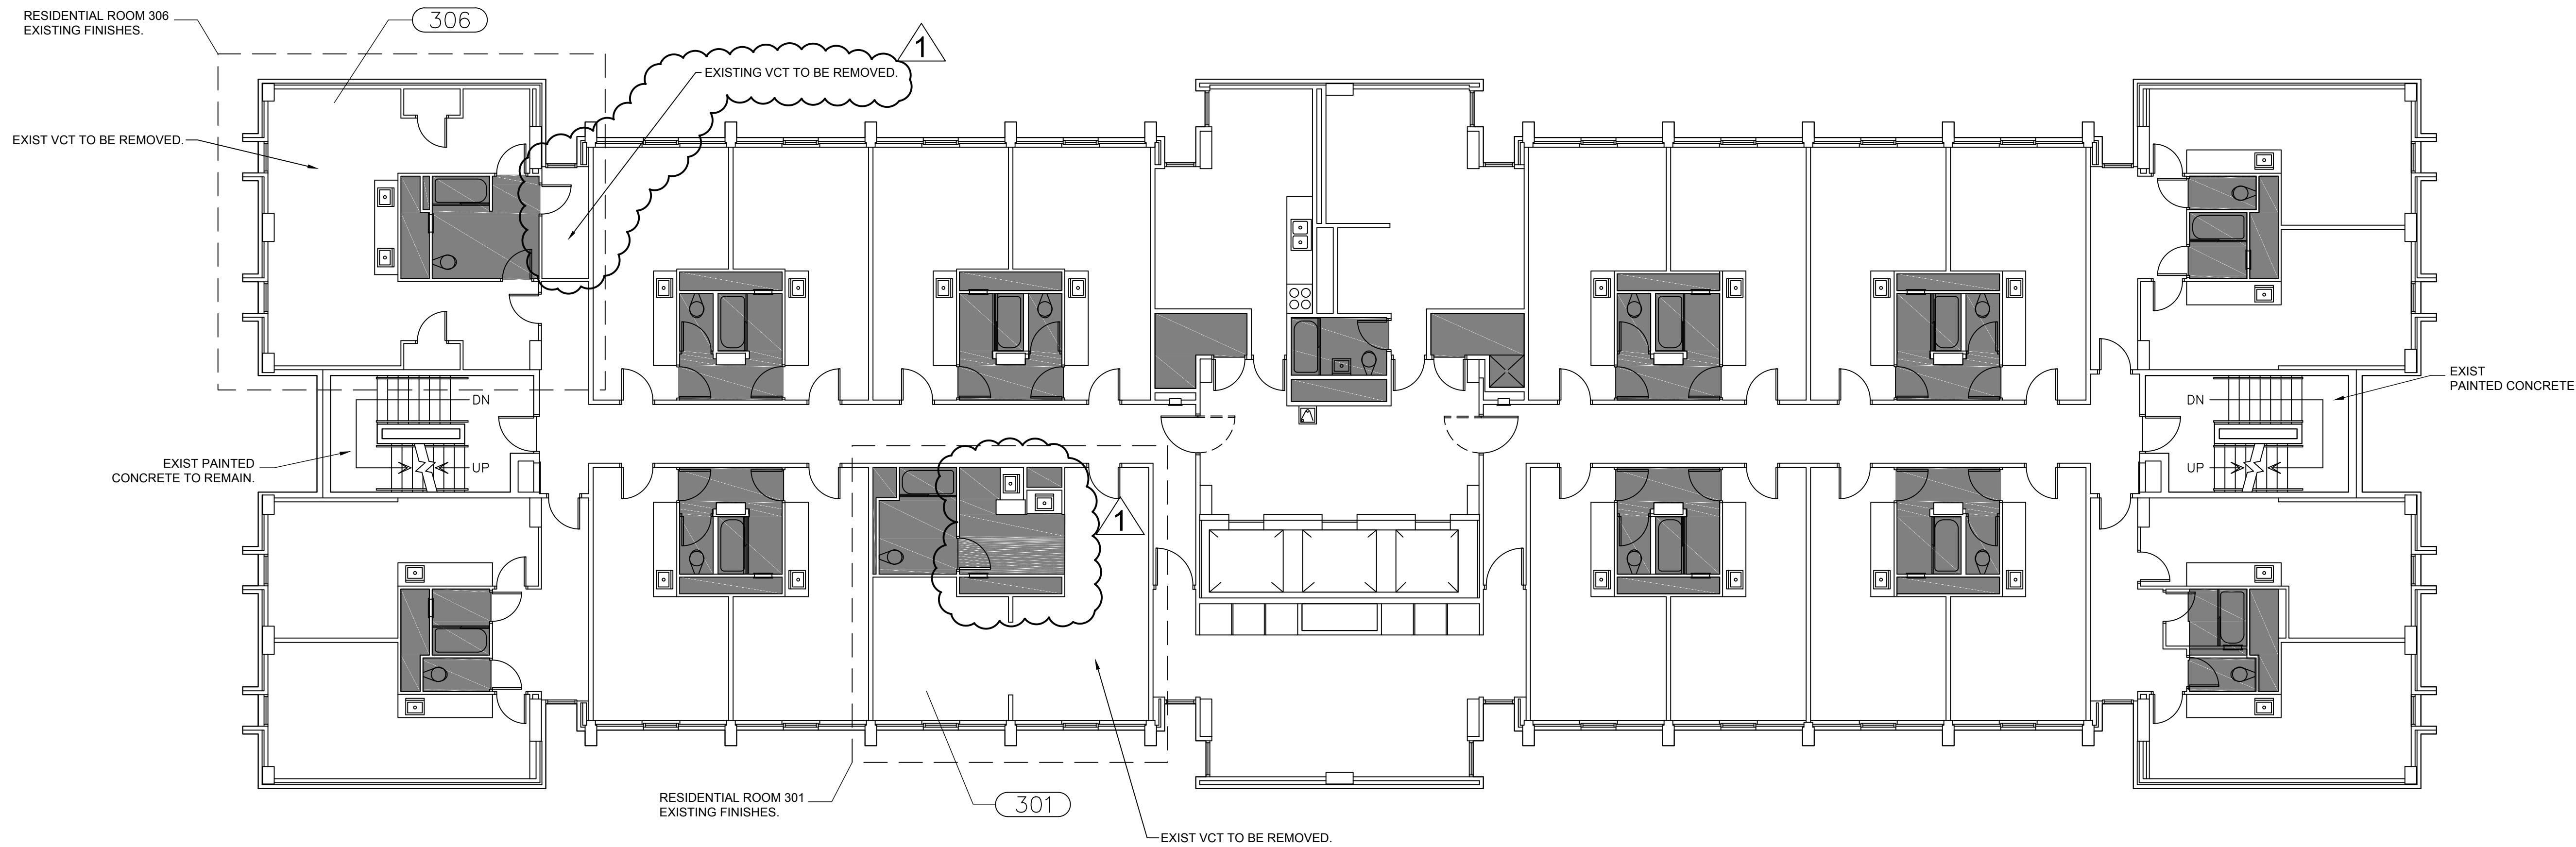 RESIDENTIAL ROOM 306
EXISTING FINISHES.
306
1
EXISTING VCT TO BE REMOVED.
EXIST VCT TO BE REMOVED.
DN
UP
EXIST PAINTED
CONCRETE TO REMAIN.
EXIST
PAINTED CONCRETE
DN
UP
1
RESIDENTIAL ROOM 301
EXISTING FINISHES.
301
EXIST VCT TO BE REMOVED.